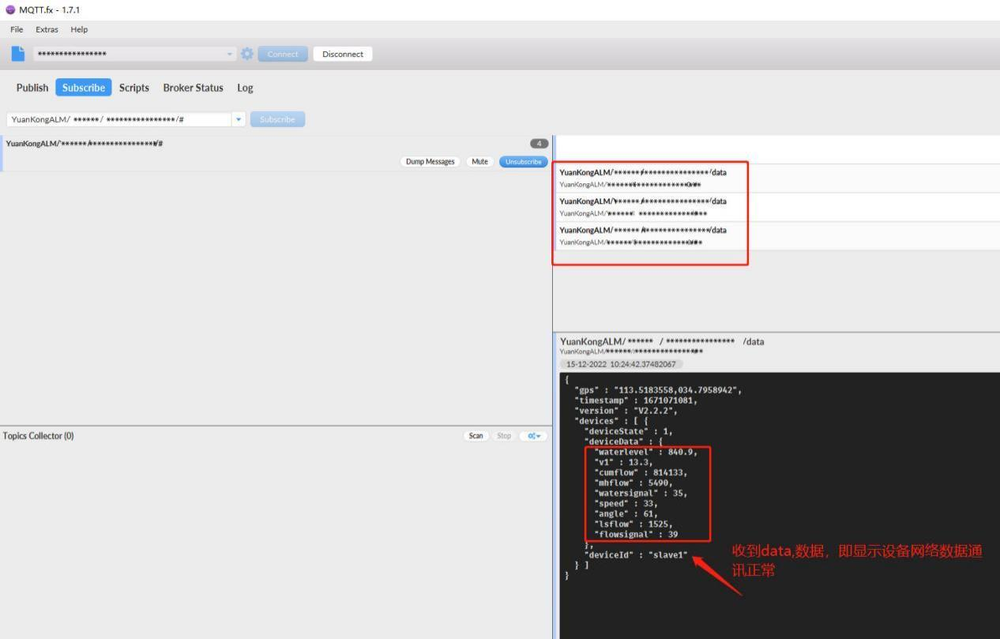 MQTT.fx - 1.7.1
File Extras Help
**************** Connect Disconnect
Publish Subscribe Scripts Broker Status Log
YuanKongALM/ ****** / ****************/# Subscribe
YuanKongALM/******/****************/# 4
Dump Messages Mute Unsubscribe
YuanKongALM/******/****************/data
YuanKongALM/******/****************
YuanKongALM/******/****************/data
YuanKongALM/******/****************
YuanKongALM/******/****************/data
YuanKongALM/******/****************
Topics Collector (0) Scan Stop
YuanKongALM/ ****** / **************** /data
YuanKongALM/******/****************
15-12-2022 10:24:42.37482067
{
"gps" : "113.5183558,034.7958942",
"timestamp" : 1671071081,
"version" : "V2.2.2",
"devices" : [ {
"deviceState" : 1,
"deviceData" : {
"waterlevel" : 840.9,
"v1" : 13.3,
"cumflow" : 814133,
"mhflow" : 5490,
"watersignal" : 35,
"speed" : 33,
"angle" : 61,
"lsflow" : 1525,
"flowsignal" : 39
},
"deviceId" : "slave1"
} ]
}
收到data,数据，即显示设备网络数据通
讯正常